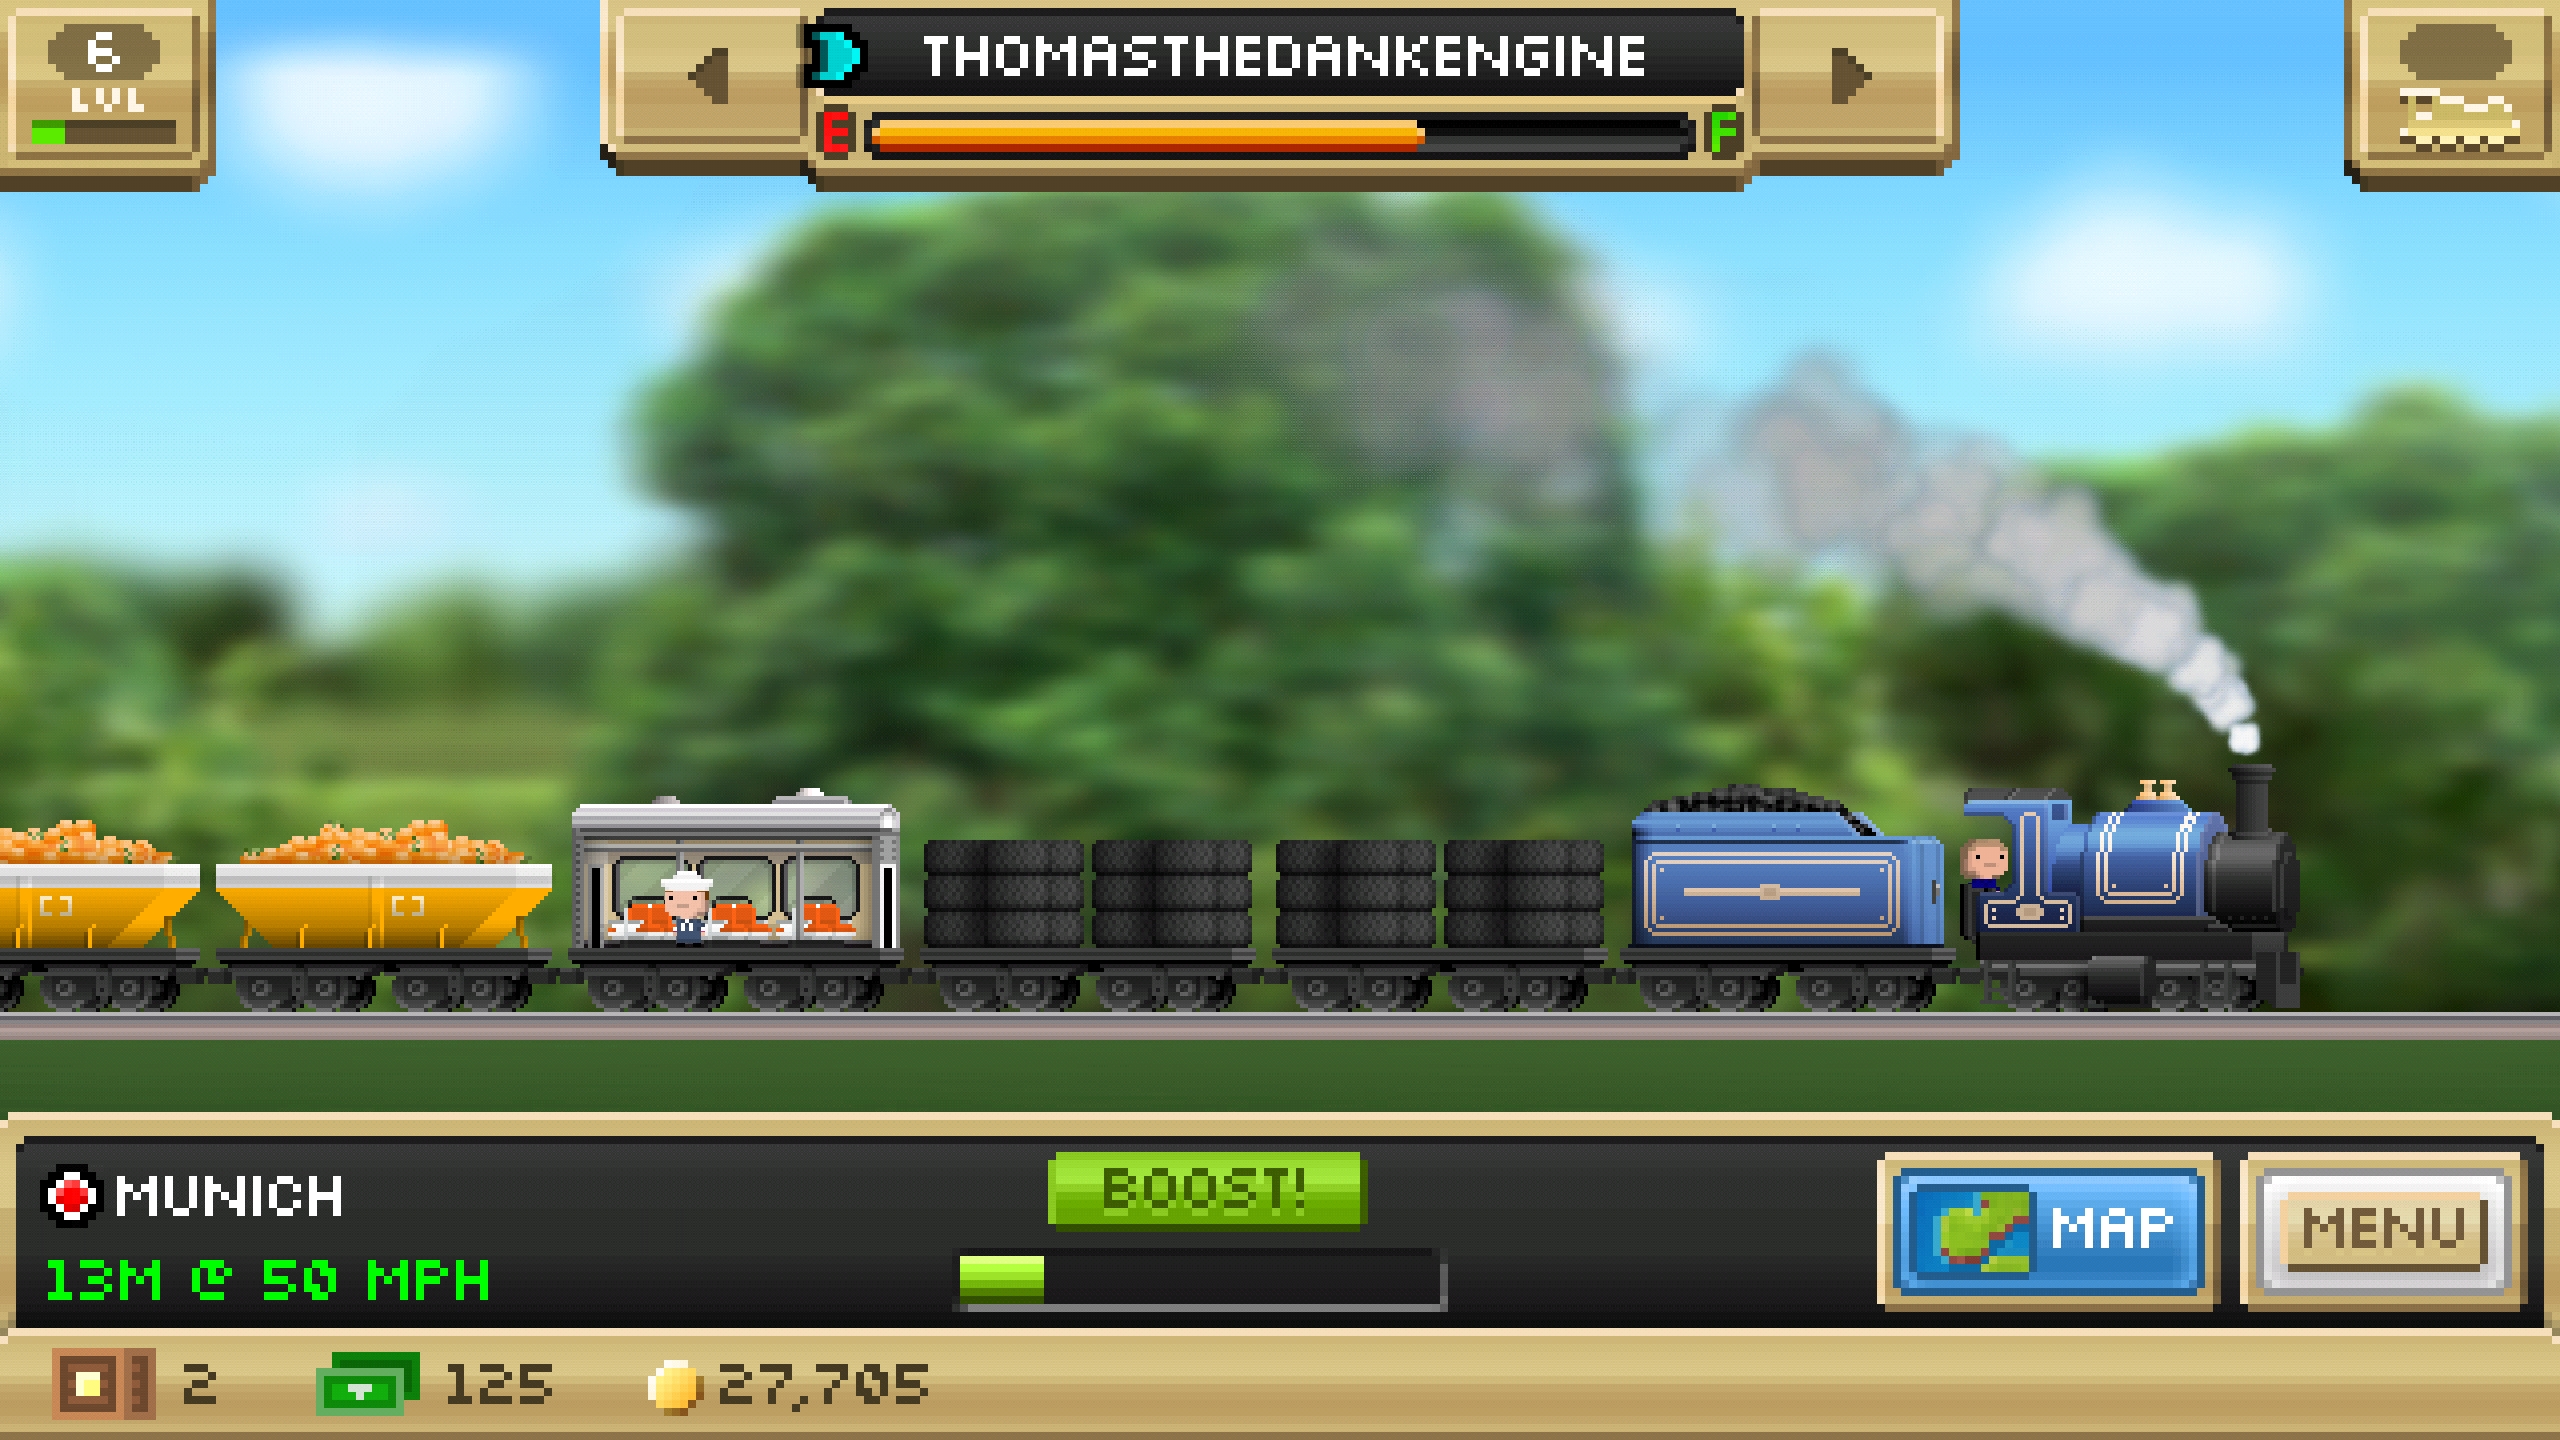 6
LVL
THOMASTHEDANKENGINE
E
F
MUNICH
13M @ 50 MPH
BOOST!
MAP
MENU
2
125
27,705